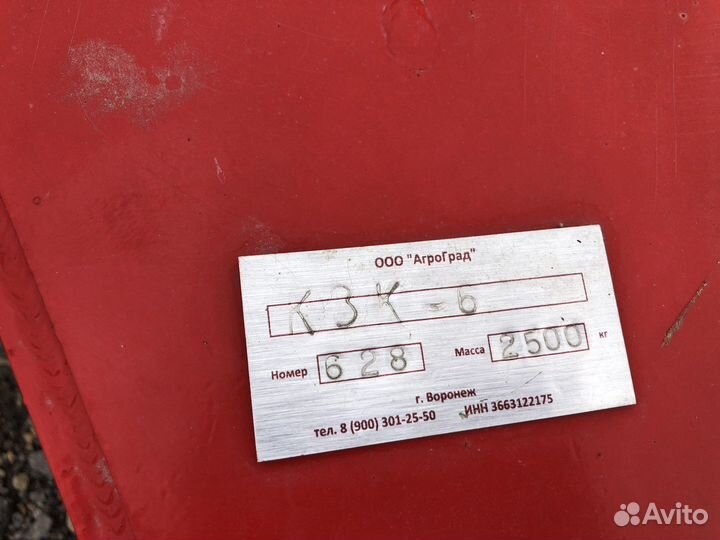 ООО "АгроГрад"
КЗК-6
Номер 628 Масса 2500 кг
г. Воронеж
тел. 8 (900) 301-25-50 ИНН 3663122175
Avito